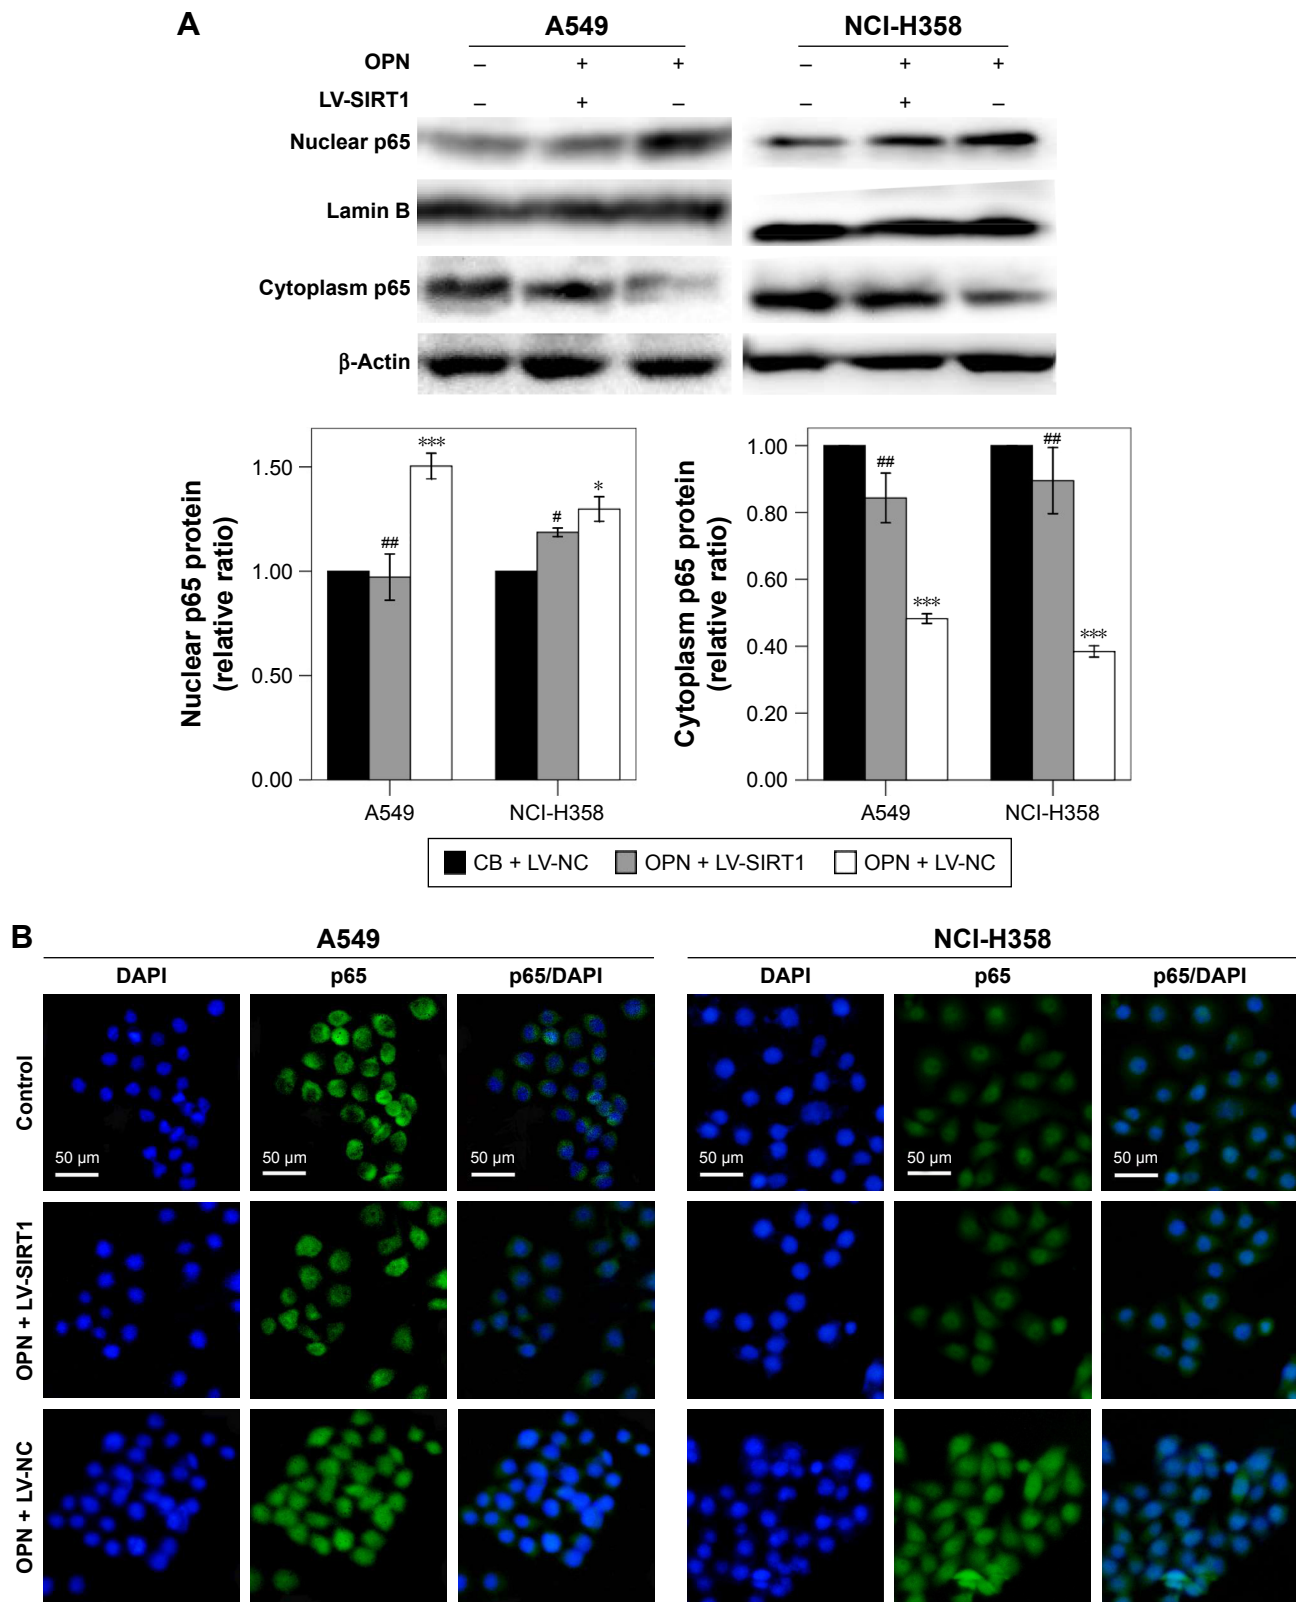 A
A549 NCI-H358
OPN – + + – + +
LV-SIRT1 – + – – + –
Nuclear p65
Lamin B
Cytoplasm p65
β-Actin
Nuclear p65 protein
(relative ratio)
1.50
1.00
0.50
0.00
***
##
#
*
A549 NCI-H358
Cytoplasm p65 protein
(relative ratio)
1.00
0.80
0.60
0.40
0.20
0.00
##
***
##
***
A549 NCI-H358
CB + LV-NC OPN + LV-SIRT1 OPN + LV-NC
B
A549 NCI-H358
DAPI p65 p65/DAPI DAPI p65 p65/DAPI
Control
50 µm 50 µm 50 µm 50 µm 50 µm 50 µm
OPN + LV-SIRT1
OPN + LV-NC